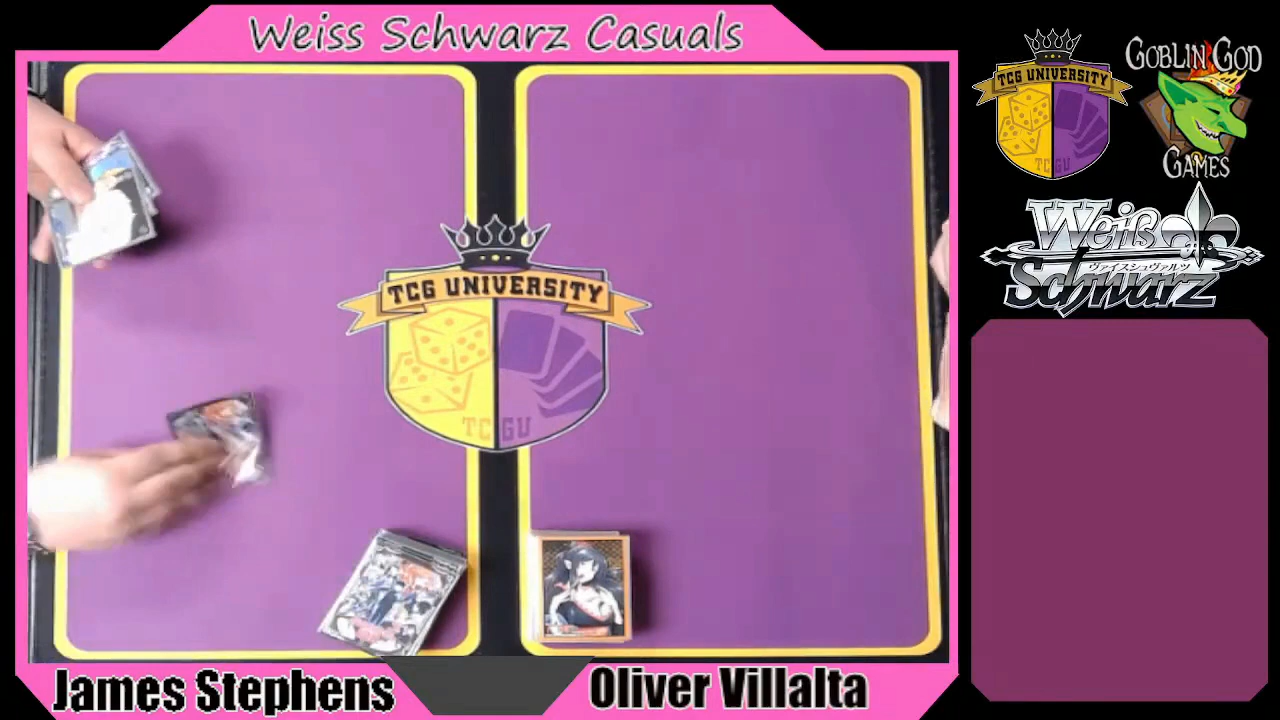 Weiss Schwarz Casuals
TCG UNIVERSITY
TCGU
GOBLIN GOD
GAMES
Weiß
ヴァイスシュヴァルツ
Schwarz
TCG UNIVERSITY
TCGU
James Stephens
Oliver Villalta